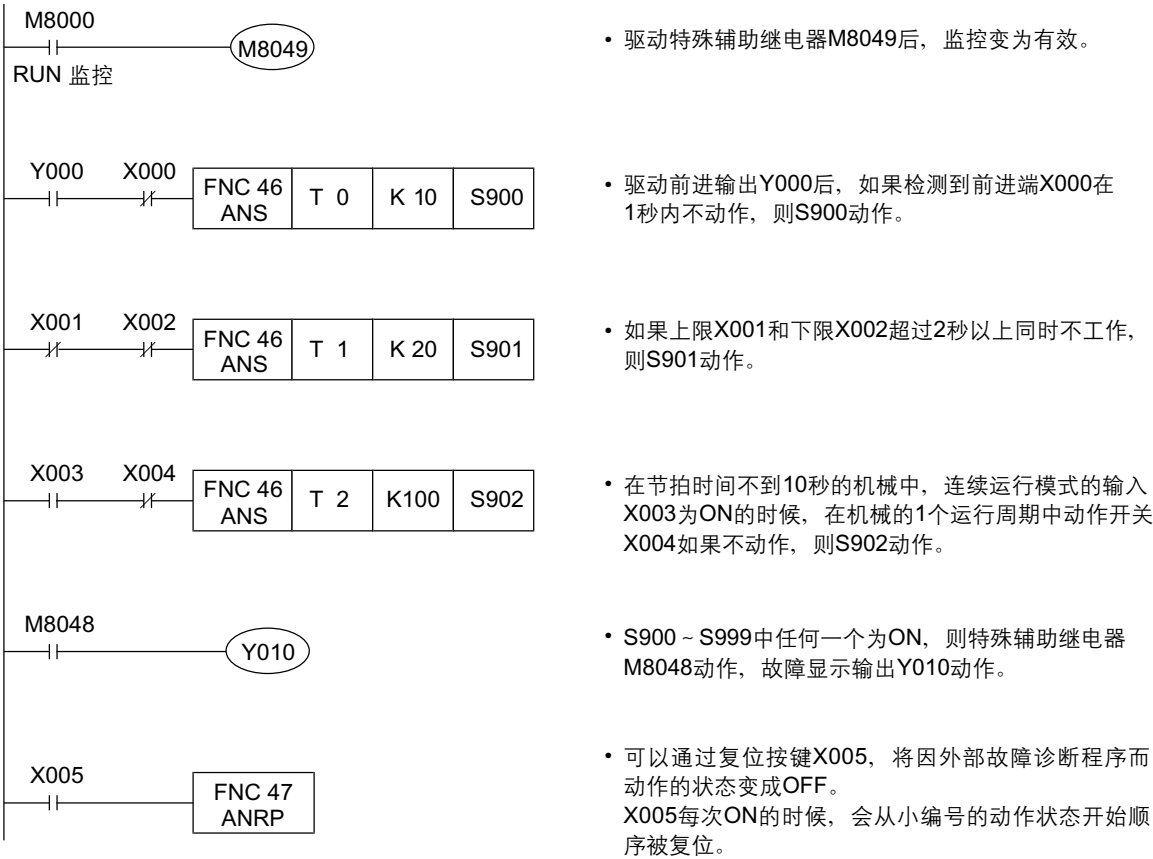 M8000
M8049
RUN 监控
• 驱动特殊辅助继电器M8049后，监控变为有效。
Y000 X000
FNC 46 ANS T 0 K 10 S900
• 驱动前进输出Y000后，如果检测到前进端X000在
1秒内不动作，则S900动作。
X001 X002
FNC 46 ANS T 1 K 20 S901
• 如果上限X001和下限X002超过2秒以上同时不工作，
则S901动作。
X003 X004
FNC 46 ANS T 2 K100 S902
• 在节拍时间不到10秒的机械中，连续运行模式的输入
X003为ON的时候，在机械的1个运行周期中动作开关
X004如果不动作，则S902动作。
M8048
Y010
• S900～S999中任何一个为ON，则特殊辅助继电器
M8048动作，故障显示输出Y010动作。
X005
FNC 47
ANRP
• 可以通过复位按键X005，将因外部故障诊断程序而
动作的状态变成OFF。
X005每次ON的时候，会从小编号的动作状态开始顺
序被复位。